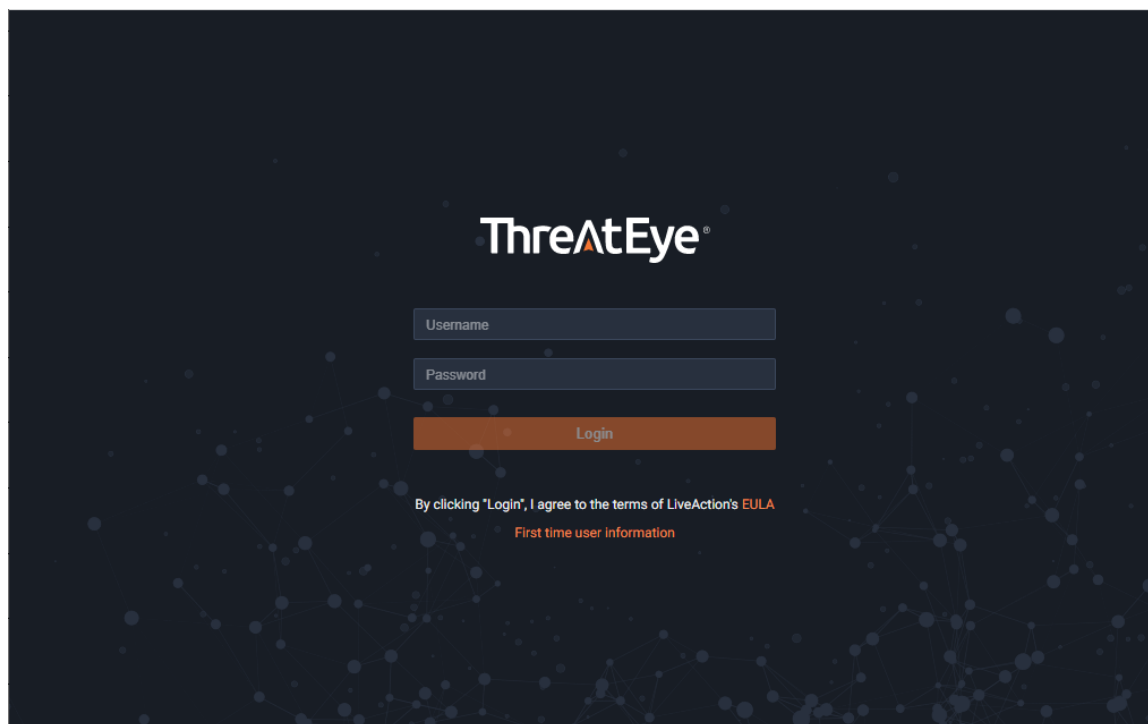 ThreAtEye®
Username
Password
Login
By clicking "Login", I agree to the terms of LiveAction's EULA
First time user information